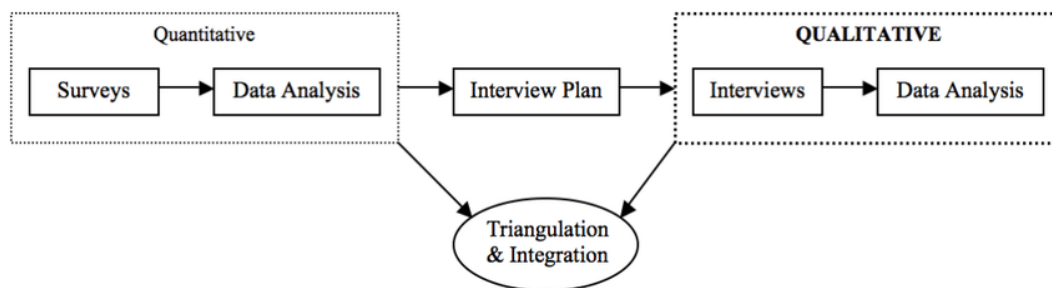 Quantitative
QUALITATIVE
Surveys
Data Analysis
Interview Plan
Interviews
Data Analysis
Triangulation
& Integration